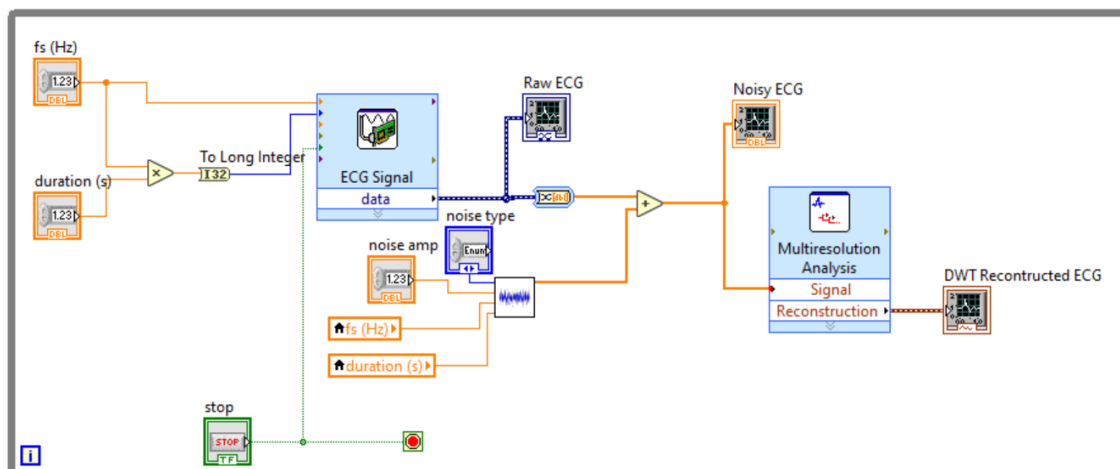 fs (Hz)
1.23
DBL
duration (s)
1.23
DBL
×
To Long Integer
I32
ECG Signal
data
Raw ECG
noise type
Enum
noise amp
1.23
DBL
fs (Hz)
duration (s)
+
Noisy ECG
DBL
Multiresolution
Analysis
Signal
Reconstruction
DWT Recontructed ECG
stop
STOP
TF
i